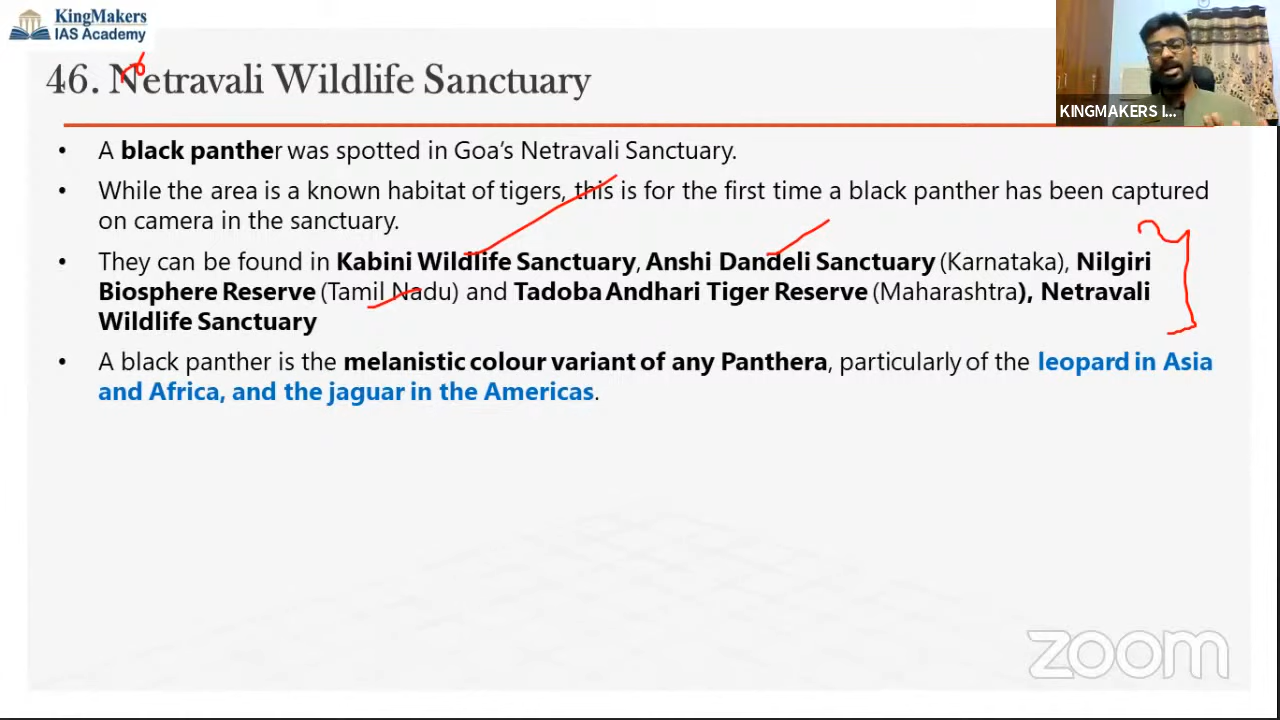 KingMakers
IAS Academy
46. Netravali Wildlife Sanctuary
KINGMAKERS I...
• A black panther was spotted in Goa's Netravali Sanctuary.
• While the area is a known habitat of tigers, this is for the first time a black panther has been captured
on camera in the sanctuary.
• They can be found in Kabini Wildlife Sanctuary, Anshi Dandeli Sanctuary (Karnataka), Nilgiri
Biosphere Reserve (Tamil Nadu) and Tadoba Andhari Tiger Reserve (Maharashtra), Netravali
Wildlife Sanctuary
• A black panther is the melanistic colour variant of any Panthera, particularly of the leopard in Asia
and Africa, and the jaguar in the Americas.
zoom